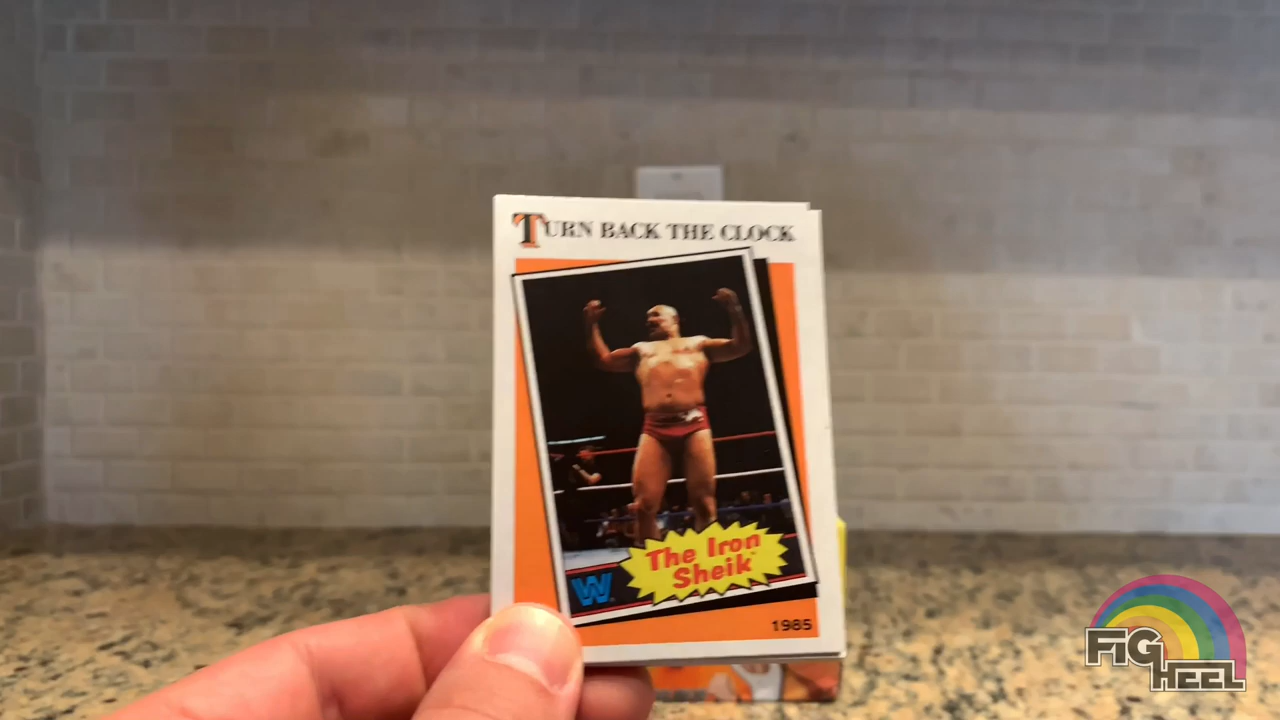 TURN BACK THE CLOCK
The Iron
Sheik
W
1985
FIG
HEEL